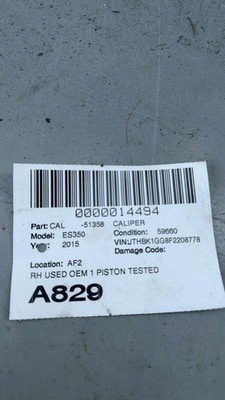 0000014494
Part: CAL -51358 CALIPER
Model: ES350 Condition: 59660
2015 VIN:JTHBK1GG8F2208778
Damage Code:
Location: AF2
RH USED OEM 1 PISTON TESTED
A829